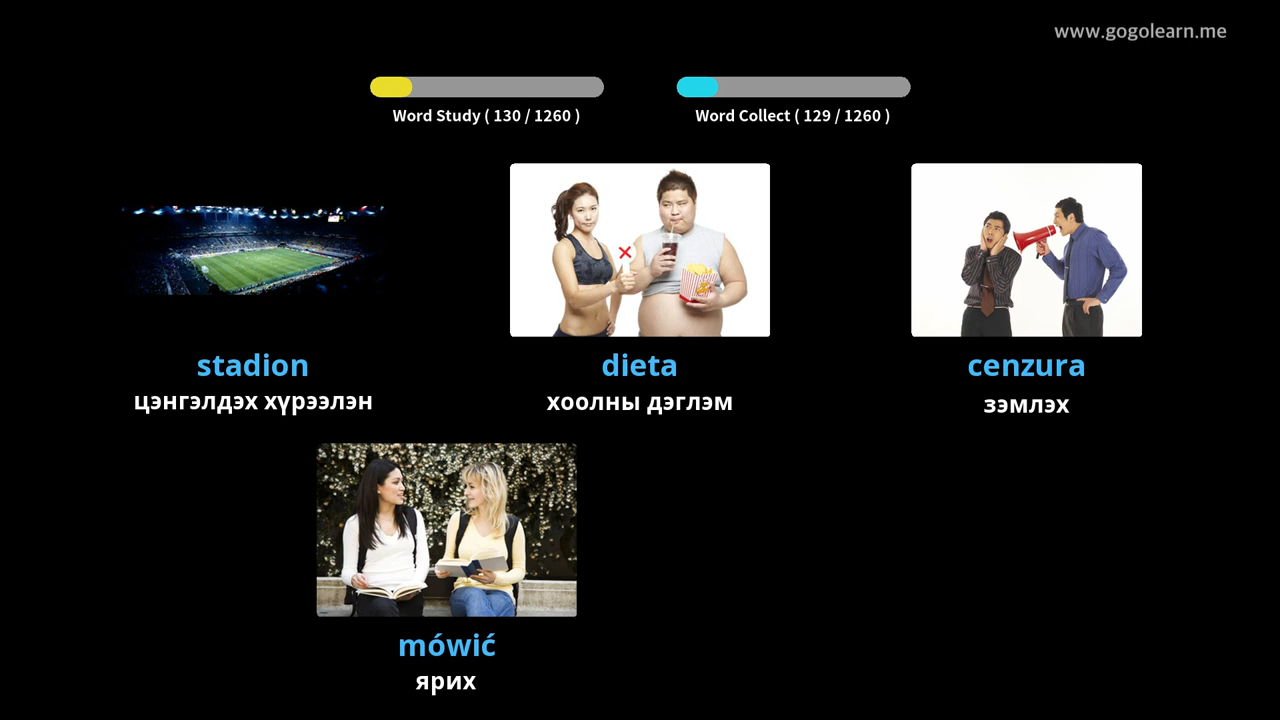 www.gogolearn.me
Word Study ( 130 / 1260 )
Word Collect ( 129 / 1260 )
stadion
цэнгэлдэх хүрээлэн
dieta
хоолны дэглэм
cenzura
зэмлэх
mówić
ярих